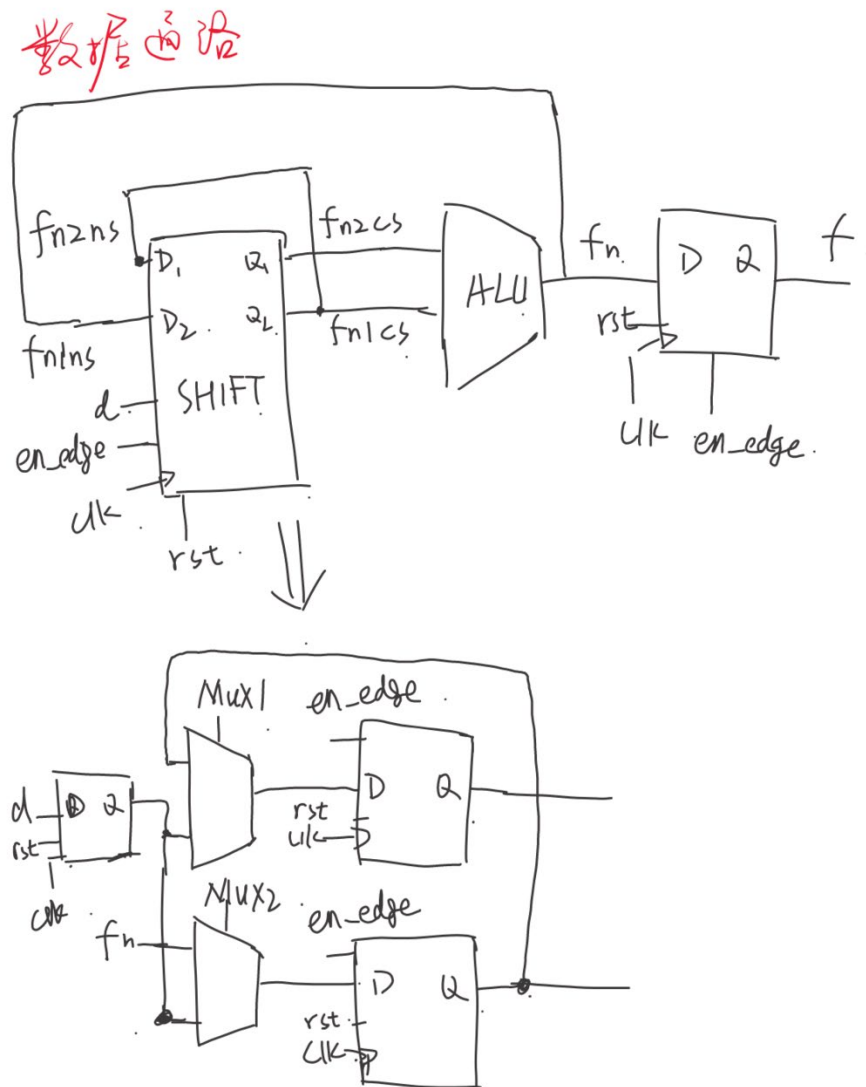 数据通路
fn2ns
fn2cs
D1
Q1
fn
D
Q
f
ALU
D2
Q2
rst
fn1ns
fn1cs
d
SHIFT
clk
en_edge
en_edge
clk
rst
Mux1
en_edge
d
D
Q
D
Q
rst
rst
clk
clk
Mux2
en_edge
fn
D
Q
rst
clk